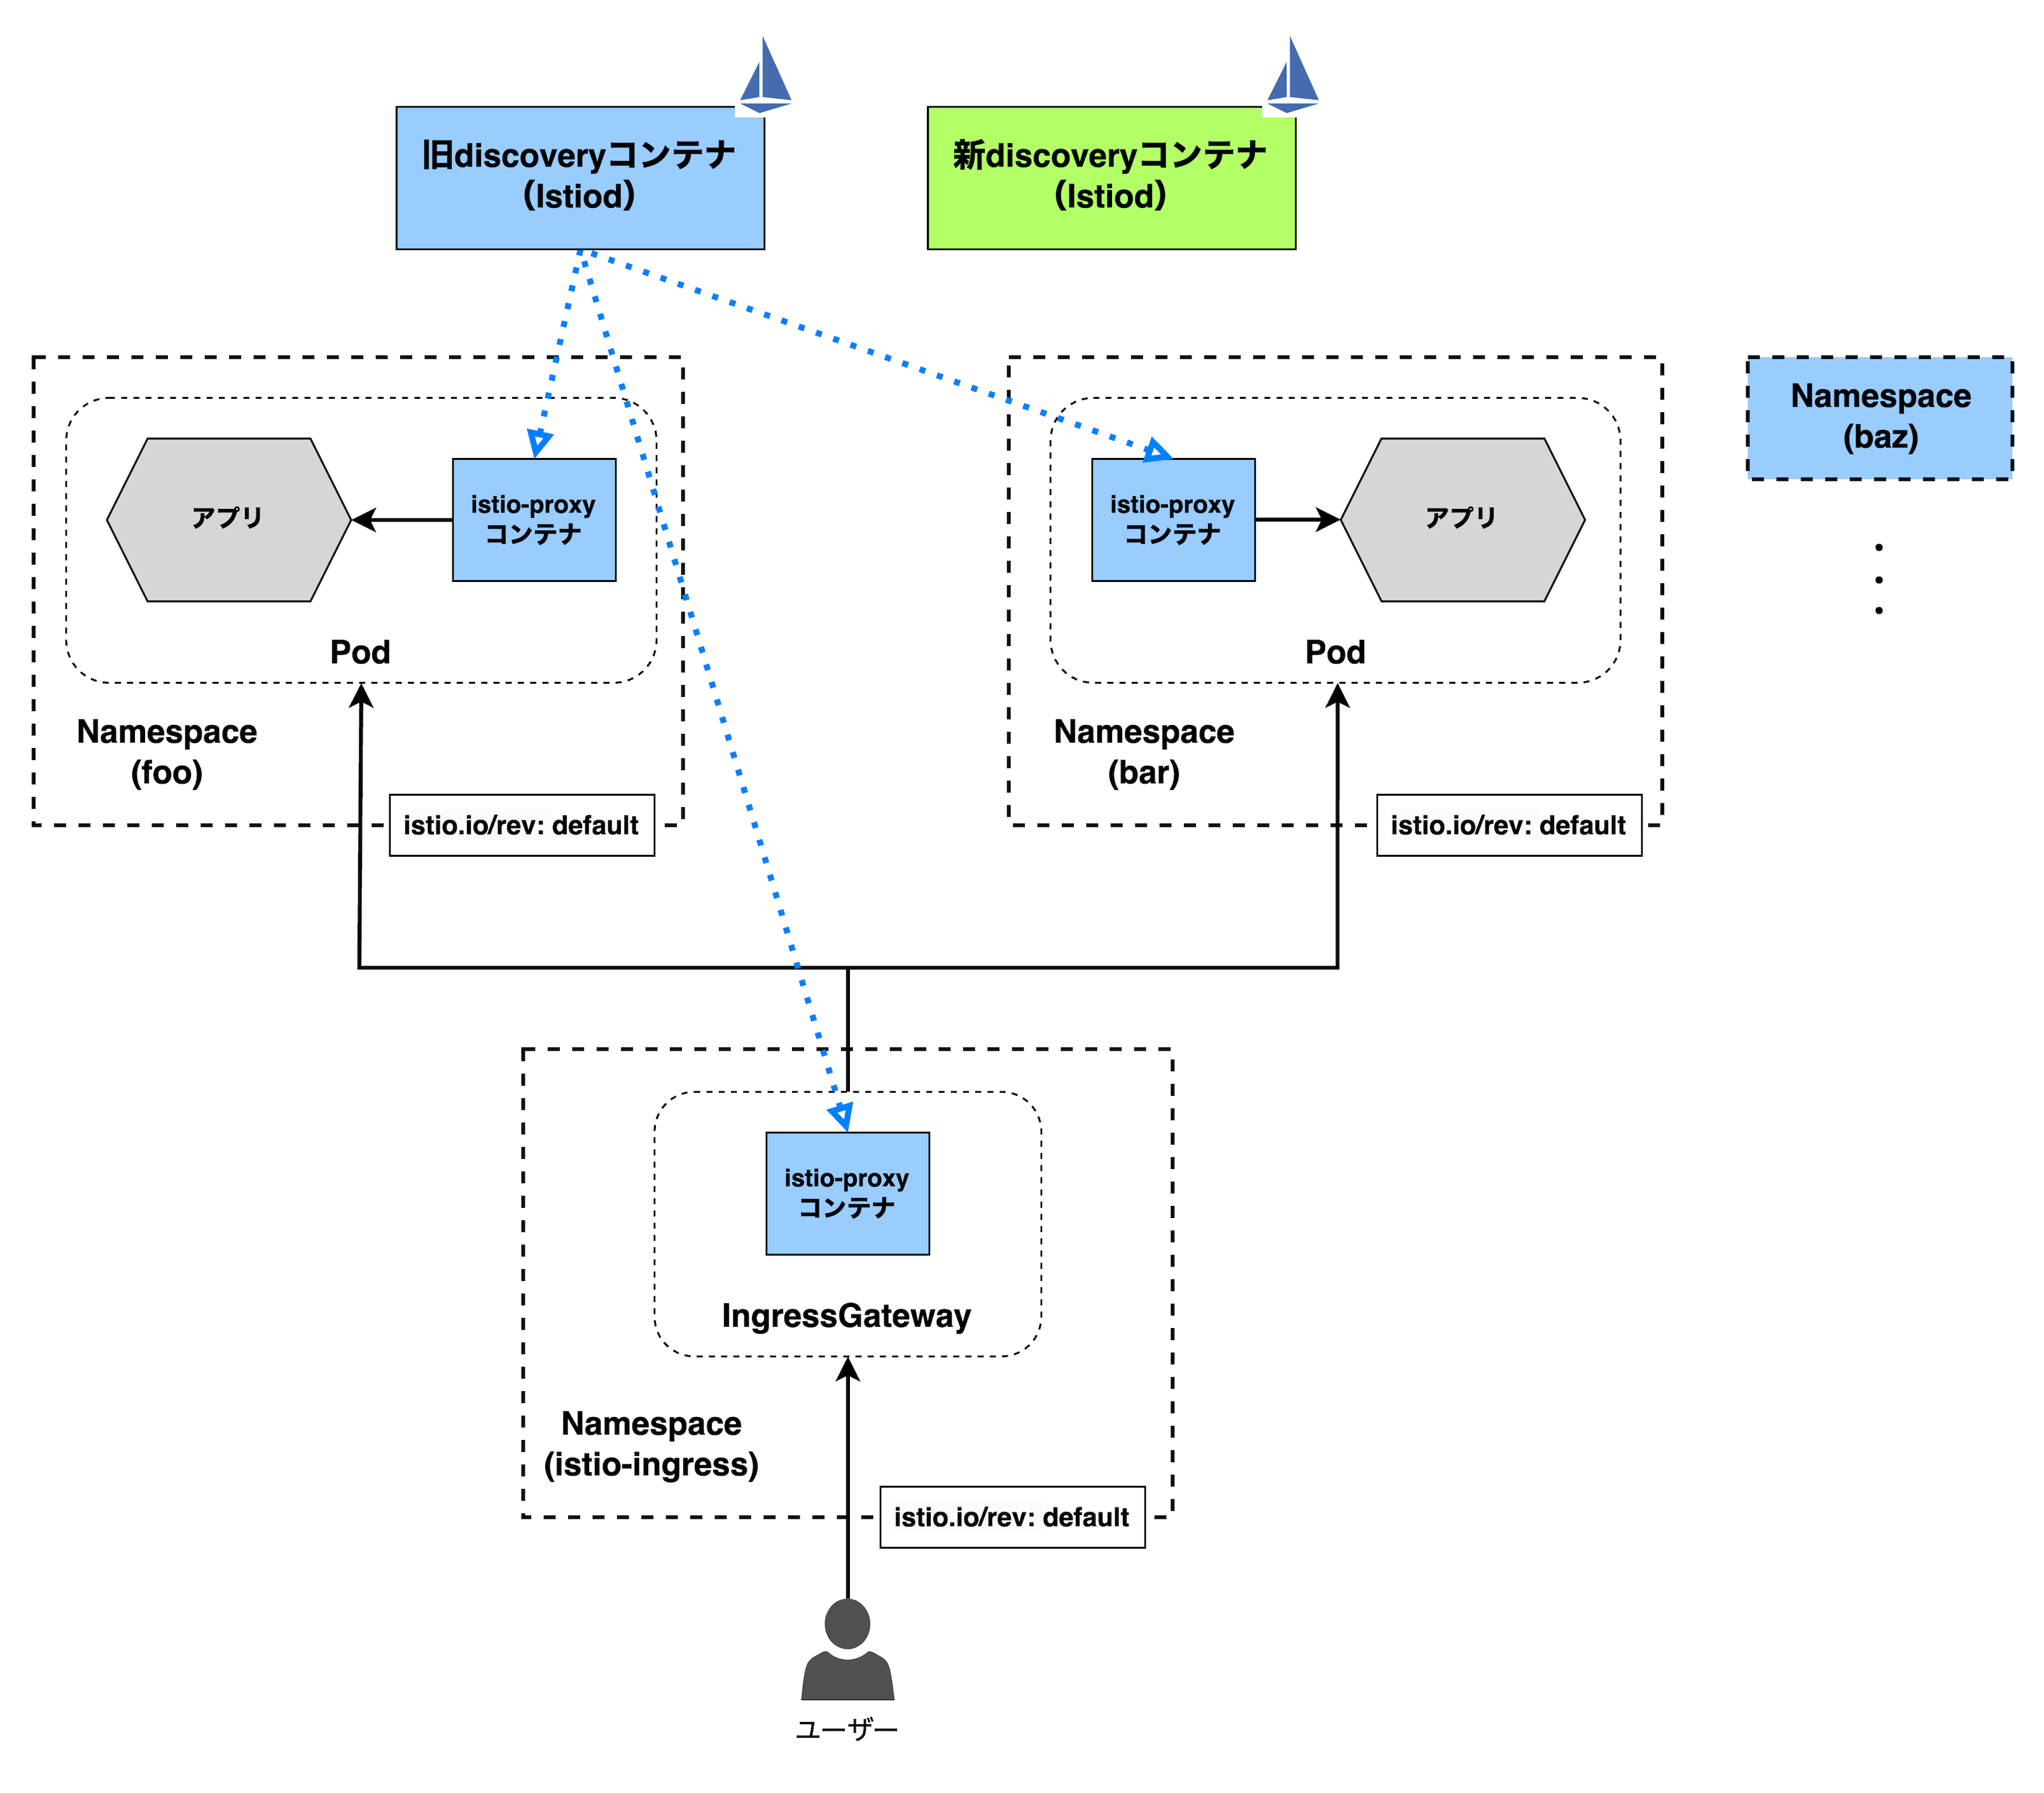 旧discoveryコンテナ
（Istiod）
新discoveryコンテナ
（Istiod）
アプリ
istio-proxy
コンテナ
Pod
Namespace
(foo)
istio.io/rev: default
istio-proxy
コンテナ
アプリ
Pod
Namespace
(bar)
istio.io/rev: default
Namespace
(baz)
istio-proxy
コンテナ
IngressGateway
Namespace
(istio-ingress)
istio.io/rev: default
ユーザー